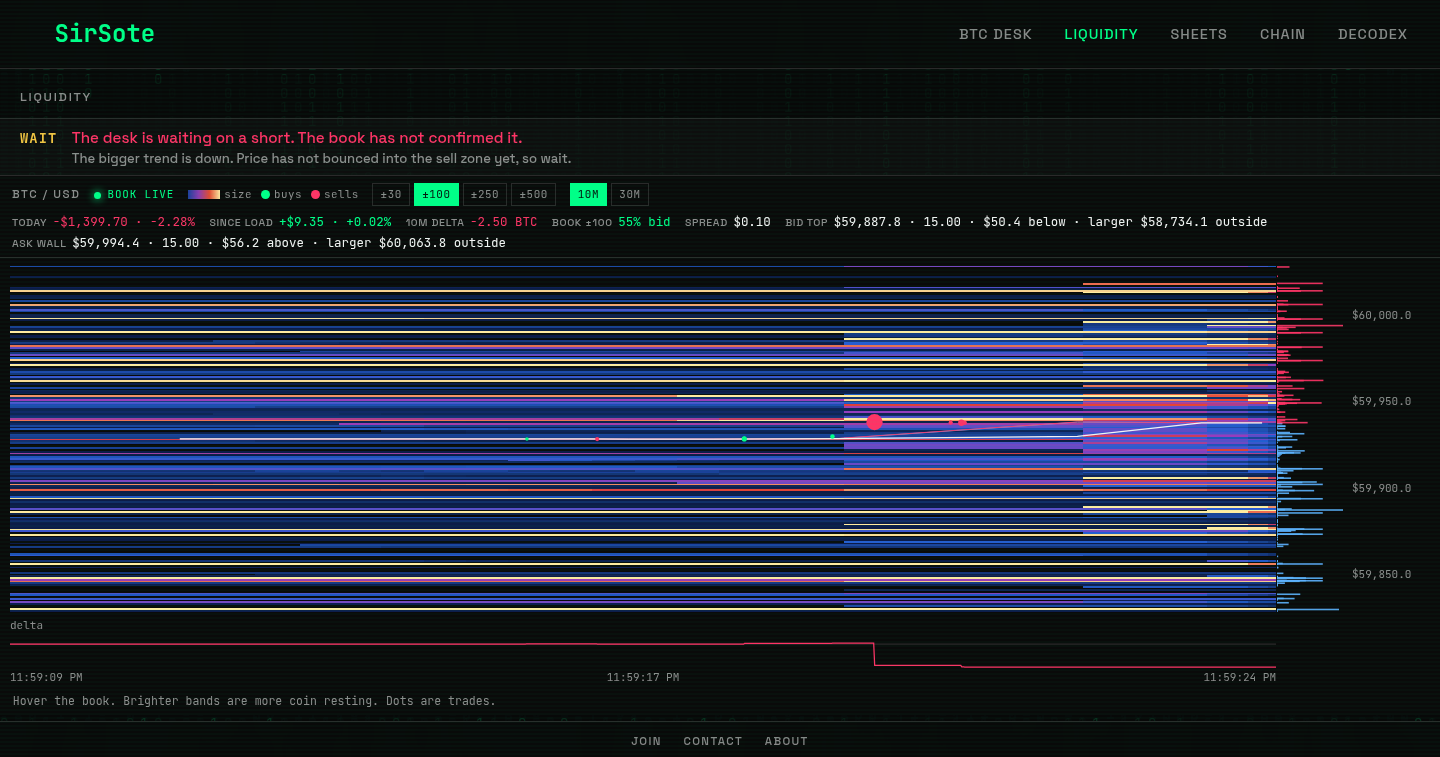 SirSote
BTC DESK LIQUIDITY SHEETS CHAIN DECODEX
LIQUIDITY
WAIT The desk is waiting on a short. The book has not confirmed it.
The bigger trend is down. Price has not bounced into the sell zone yet, so wait.
BTC / USD BOOK LIVE size buys sells ±30 ±100 ±250 ±500 10M 30M
TODAY -$1,399.70 · -2.28% SINCE LOAD +$9.35 · +0.02% 10M DELTA -2.50 BTC BOOK ±100 55% bid SPREAD $0.10 BID TOP $59,887.8 · 15.00 · $50.4 below · larger $58,734.1 outside
ASK WALL $59,994.4 · 15.00 · $56.2 above · larger $60,063.8 outside
$60,000.0
$59,950.0
$59,900.0
$59,850.0
delta
11:59:09 PM 11:59:17 PM 11:59:24 PM
Hover the book. Brighter bands are more coin resting. Dots are trades.
JOIN CONTACT ABOUT